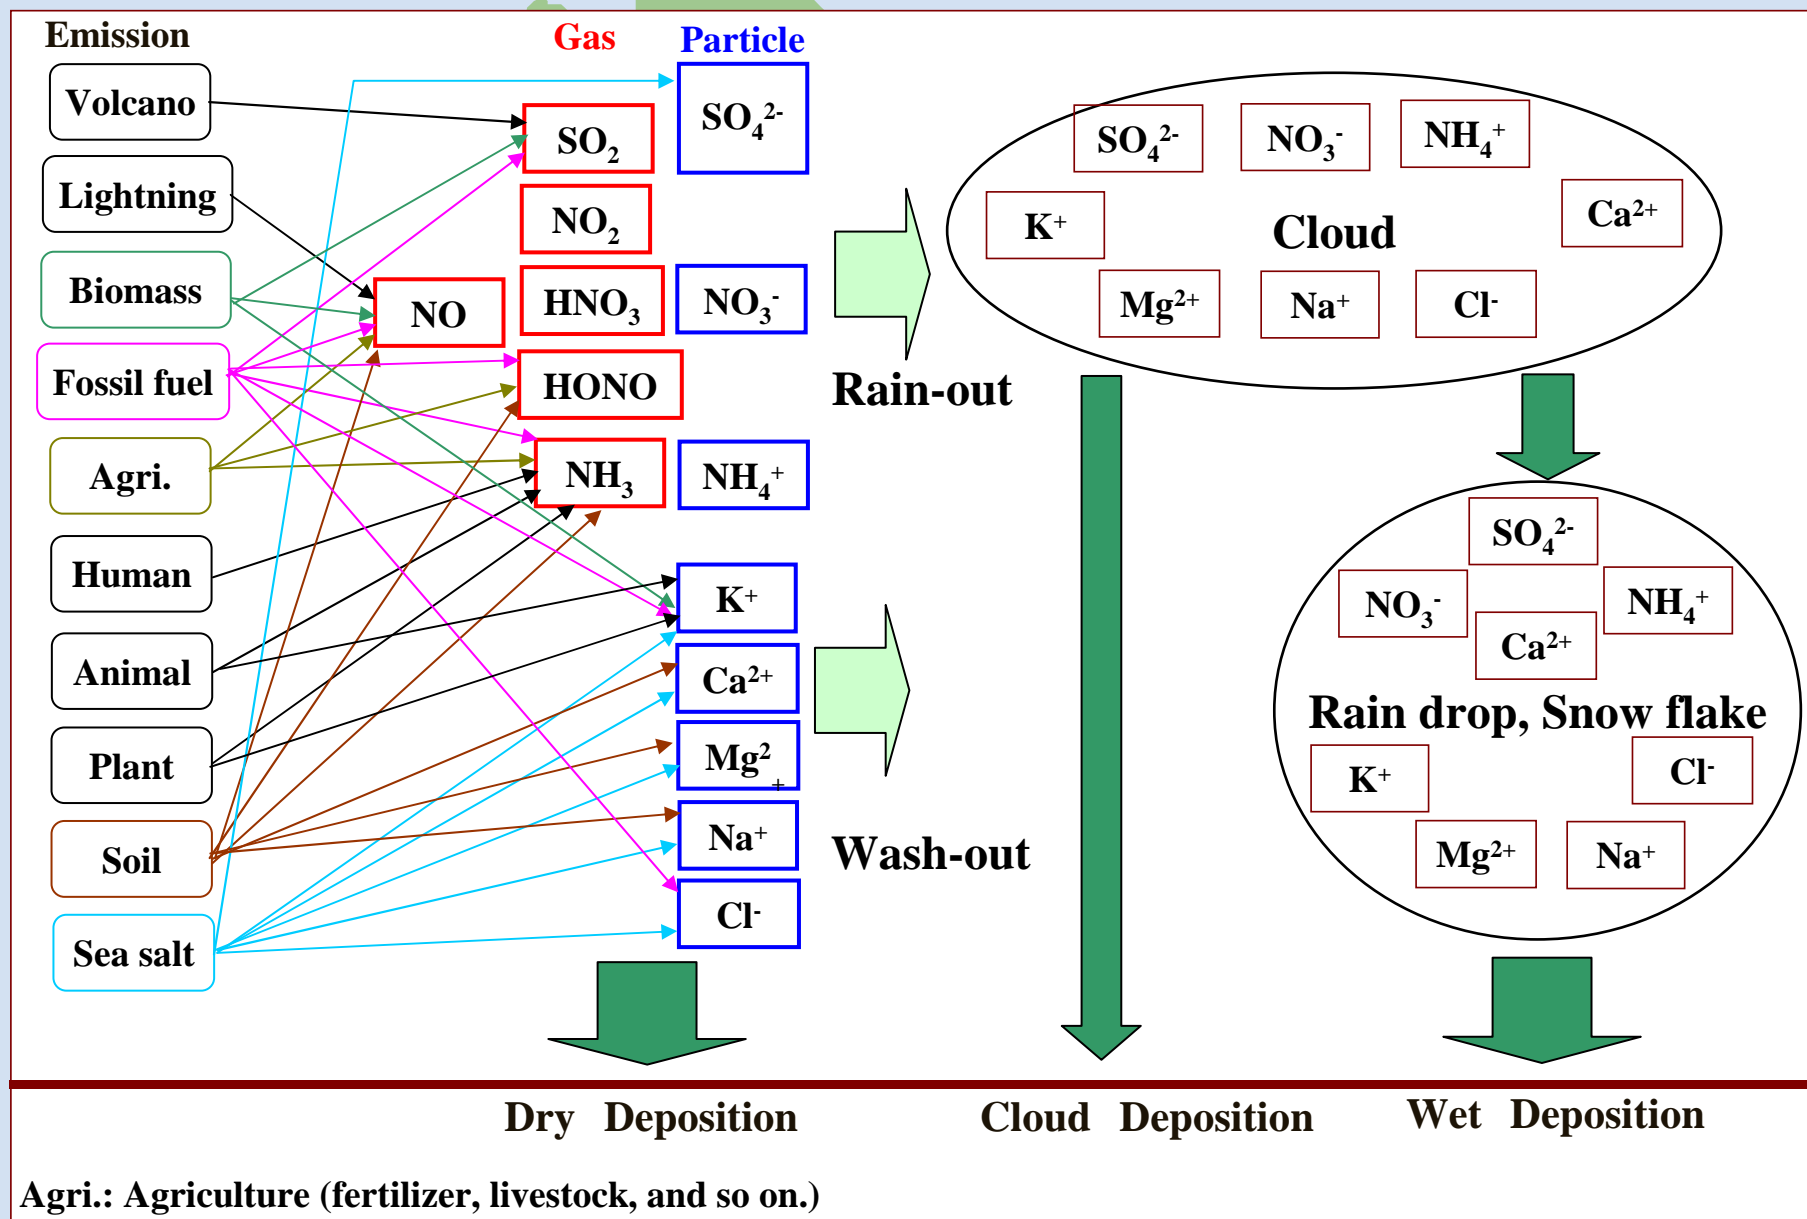 Emission
Gas
Particle
Volcano
Lightning
Biomass
Fossil fuel
Agri.
Human
Animal
Plant
Soil
Sea salt
SO₂
NO₂
NO
HNO₃
HONO
NH₃
SO₄²⁻
NO₃⁻
NH₄⁺
K⁺
Ca²⁺
Mg²
+
Na⁺
Cl⁻
Rain-out
Wash-out
SO₄²⁻
NO₃⁻
NH₄⁺
K⁺
Cloud
Ca²⁺
Mg²⁺
Na⁺
Cl⁻
SO₄²⁻
NO₃⁻
NH₄⁺
Ca²⁺
Rain drop, Snow flake
K⁺
Cl⁻
Mg²⁺
Na⁺
Dry Deposition
Cloud Deposition
Wet Deposition
Agri.: Agriculture (fertilizer, livestock, and so on.)